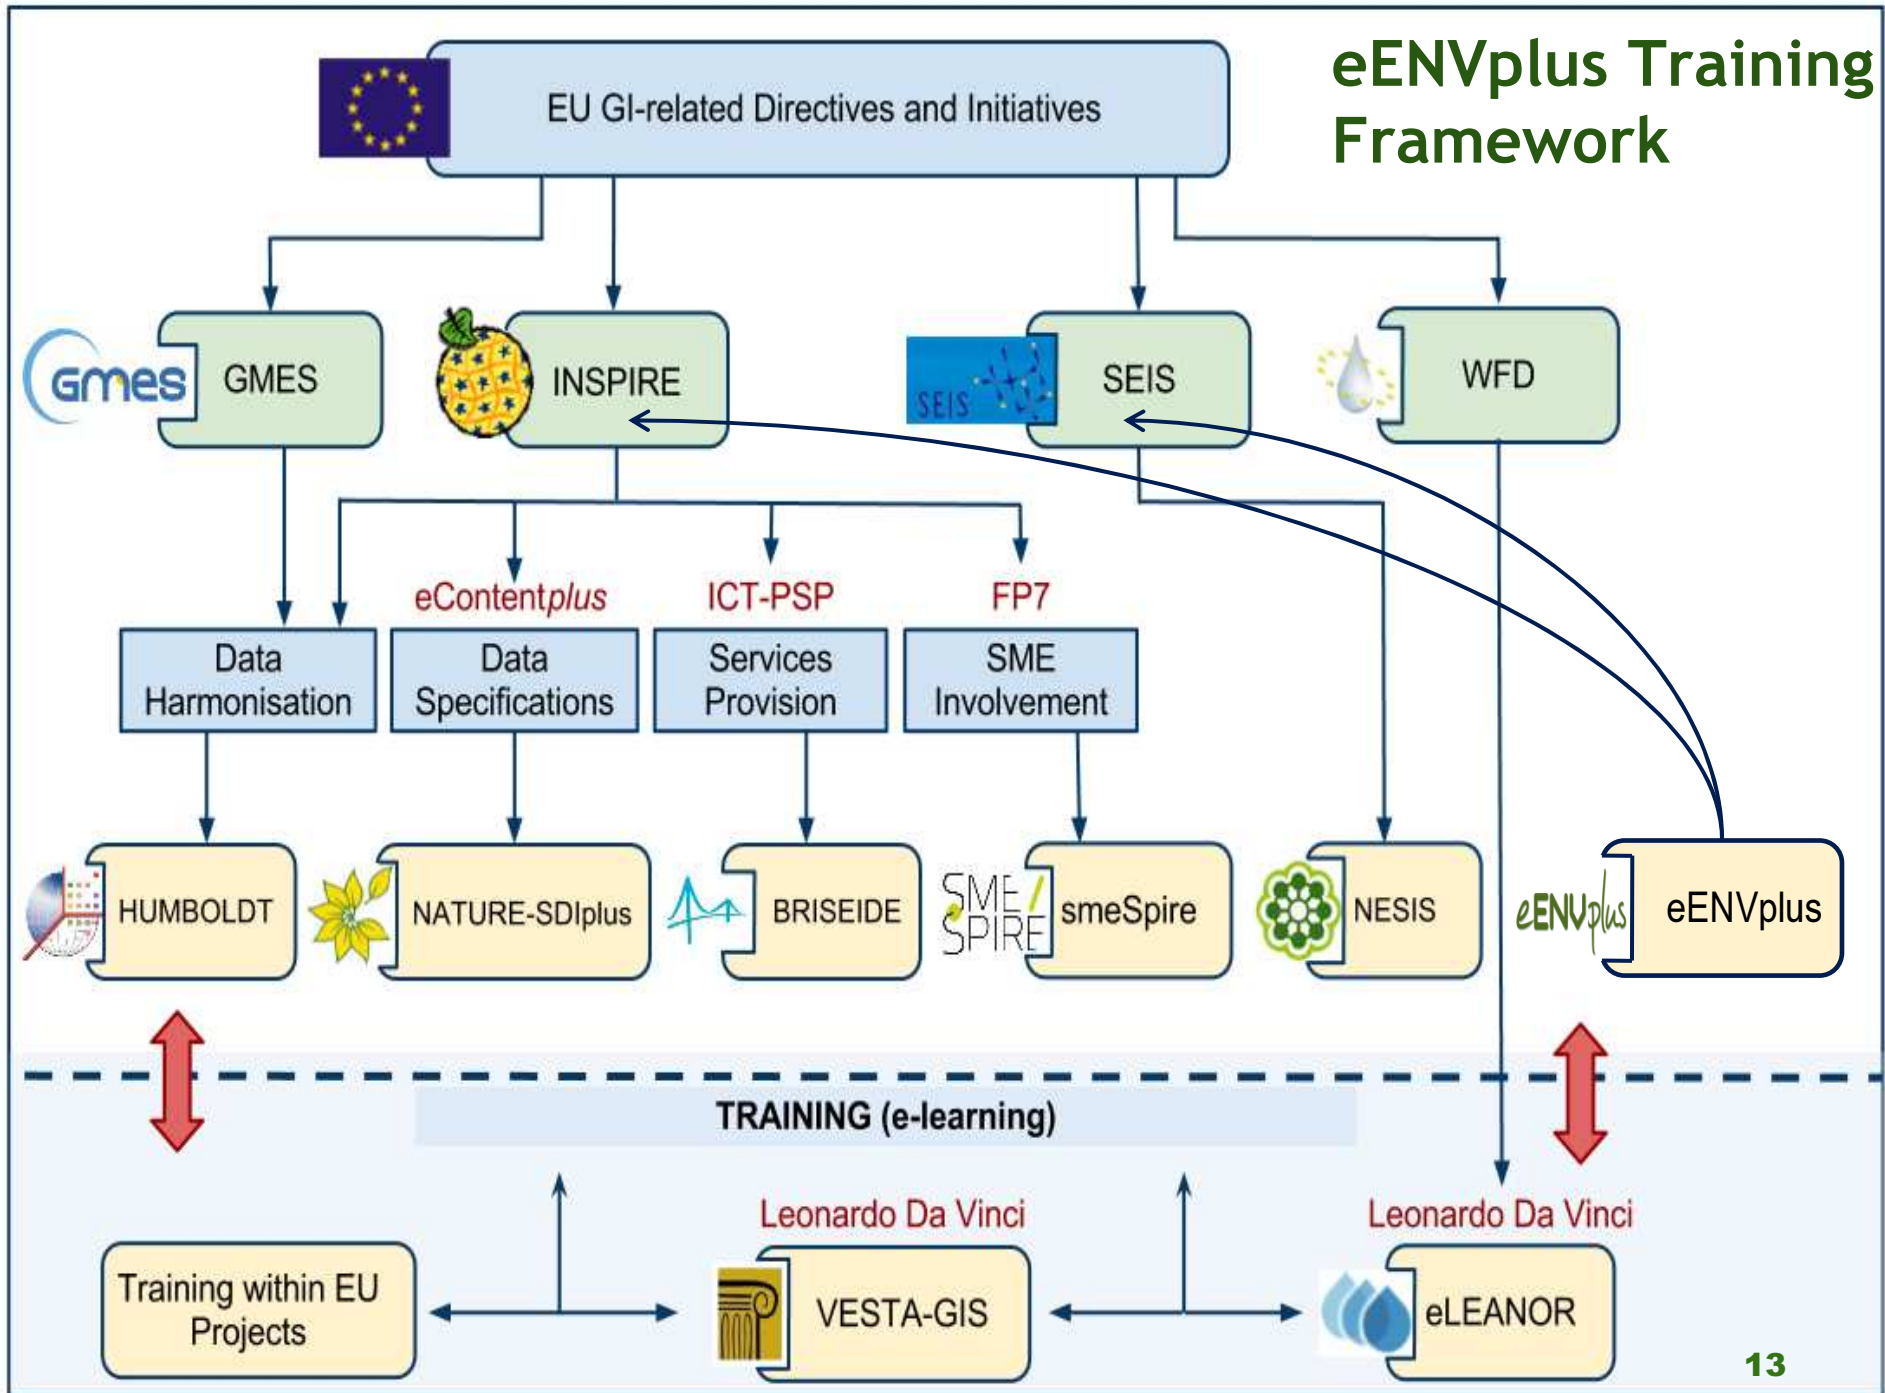 eENVplus Training
Framework
EU GI-related Directives and Initiatives
Gmes
GMES
INSPIRE
SEIS
SEIS
WFD
eContentplus
ICT-PSP
FP7
Data
Harmonisation
Data
Specifications
Services
Provision
SME
Involvement
HUMBOLDT
NATURE-SDIplus
BRISEIDE
SME/
SPIRE
smeSpire
NESIS
eENVplus
eENVplus
TRAINING (e-learning)
Leonardo Da Vinci
Leonardo Da Vinci
Training within EU
Projects
VESTA-GIS
eLEANOR
13